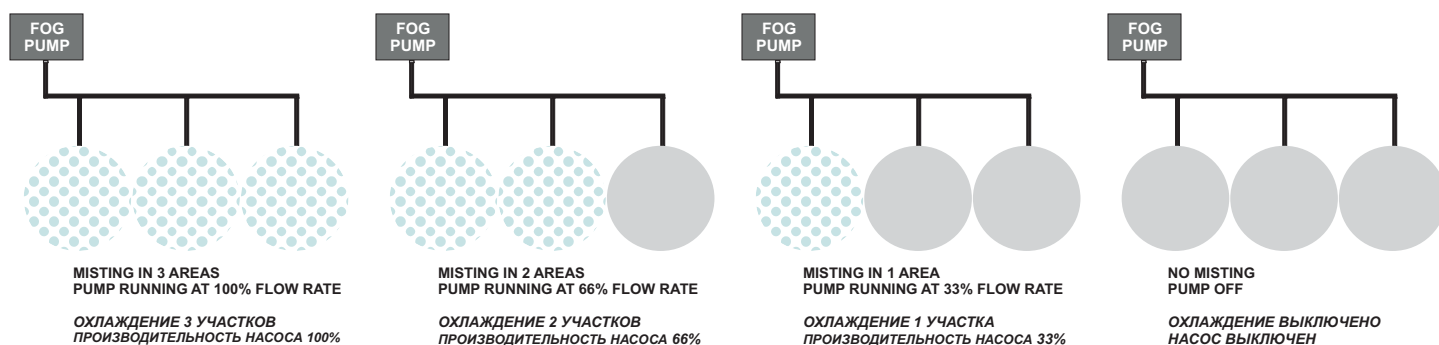 FOG
PUMP
FOG
PUMP
FOG
PUMP
FOG
PUMP
MISTING IN 3 AREAS
PUMP RUNNING AT 100% FLOW RATE
ОХЛАЖДЕНИЕ 3 УЧАСТКОВ
ПРОИЗВОДИТЕЛЬНОСТЬ НАСОСА 100%
MISTING IN 2 AREAS
PUMP RUNNING AT 66% FLOW RATE
ОХЛАЖДЕНИЕ 2 УЧАСТКОВ
ПРОИЗВОДИТЕЛЬНОСТЬ НАСОСА 66%
MISTING IN 1 AREA
PUMP RUNNING AT 33% FLOW RATE
ОХЛАЖДЕНИЕ 1 УЧАСТКА
ПРОИЗВОДИТЕЛЬНОСТЬ НАСОСА 33%
NO MISTING
PUMP OFF
ОХЛАЖДЕНИЕ ВЫКЛЮЧЕНО
НАСОС ВЫКЛЮЧЕН